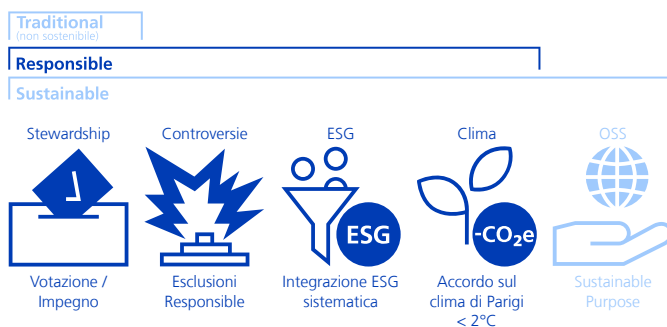 Traditional
(non sostenibile)
Responsible
Sustainable
Stewardship
Controversie
ESG
Clima
OSS
ESG
-CO₂e
Votazione /
Impegno
Esclusioni
Responsible
Integrazione ESG
sistematica
Accordo sul
clima di Parigi
< 2°C
Sustainable
Purpose